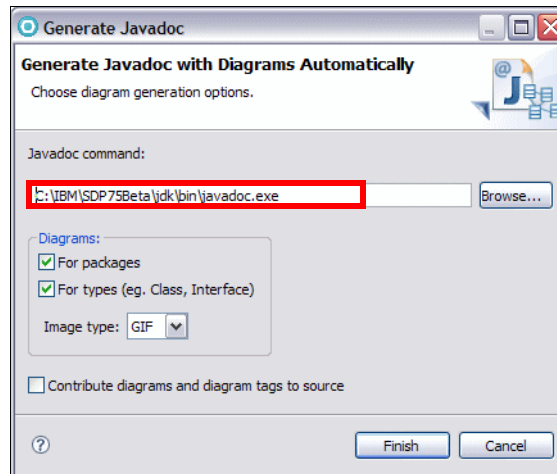 Generate Javadoc
Generate Javadoc with Diagrams Automatically
Choose diagram generation options.
@
J
Javadoc command:
C:\IBM\SDP75Beta\jdk\bin\javadoc.exe
Browse...
Diagrams:
For packages
For types (eg. Class, Interface)
Image type: GIF
Contribute diagrams and diagram tags to source
?
Finish
Cancel